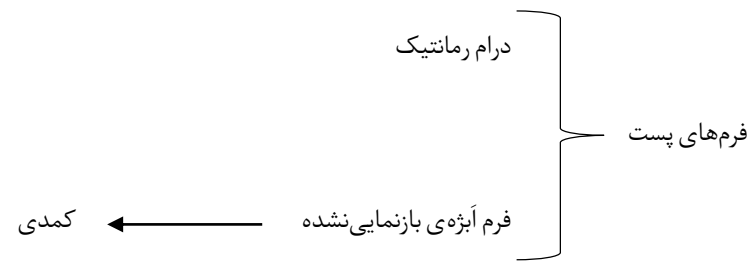 درام رمانتیک
فرم‌های پست
فرم اَبژه‌ی بازنمایی‌نشده
کمدی